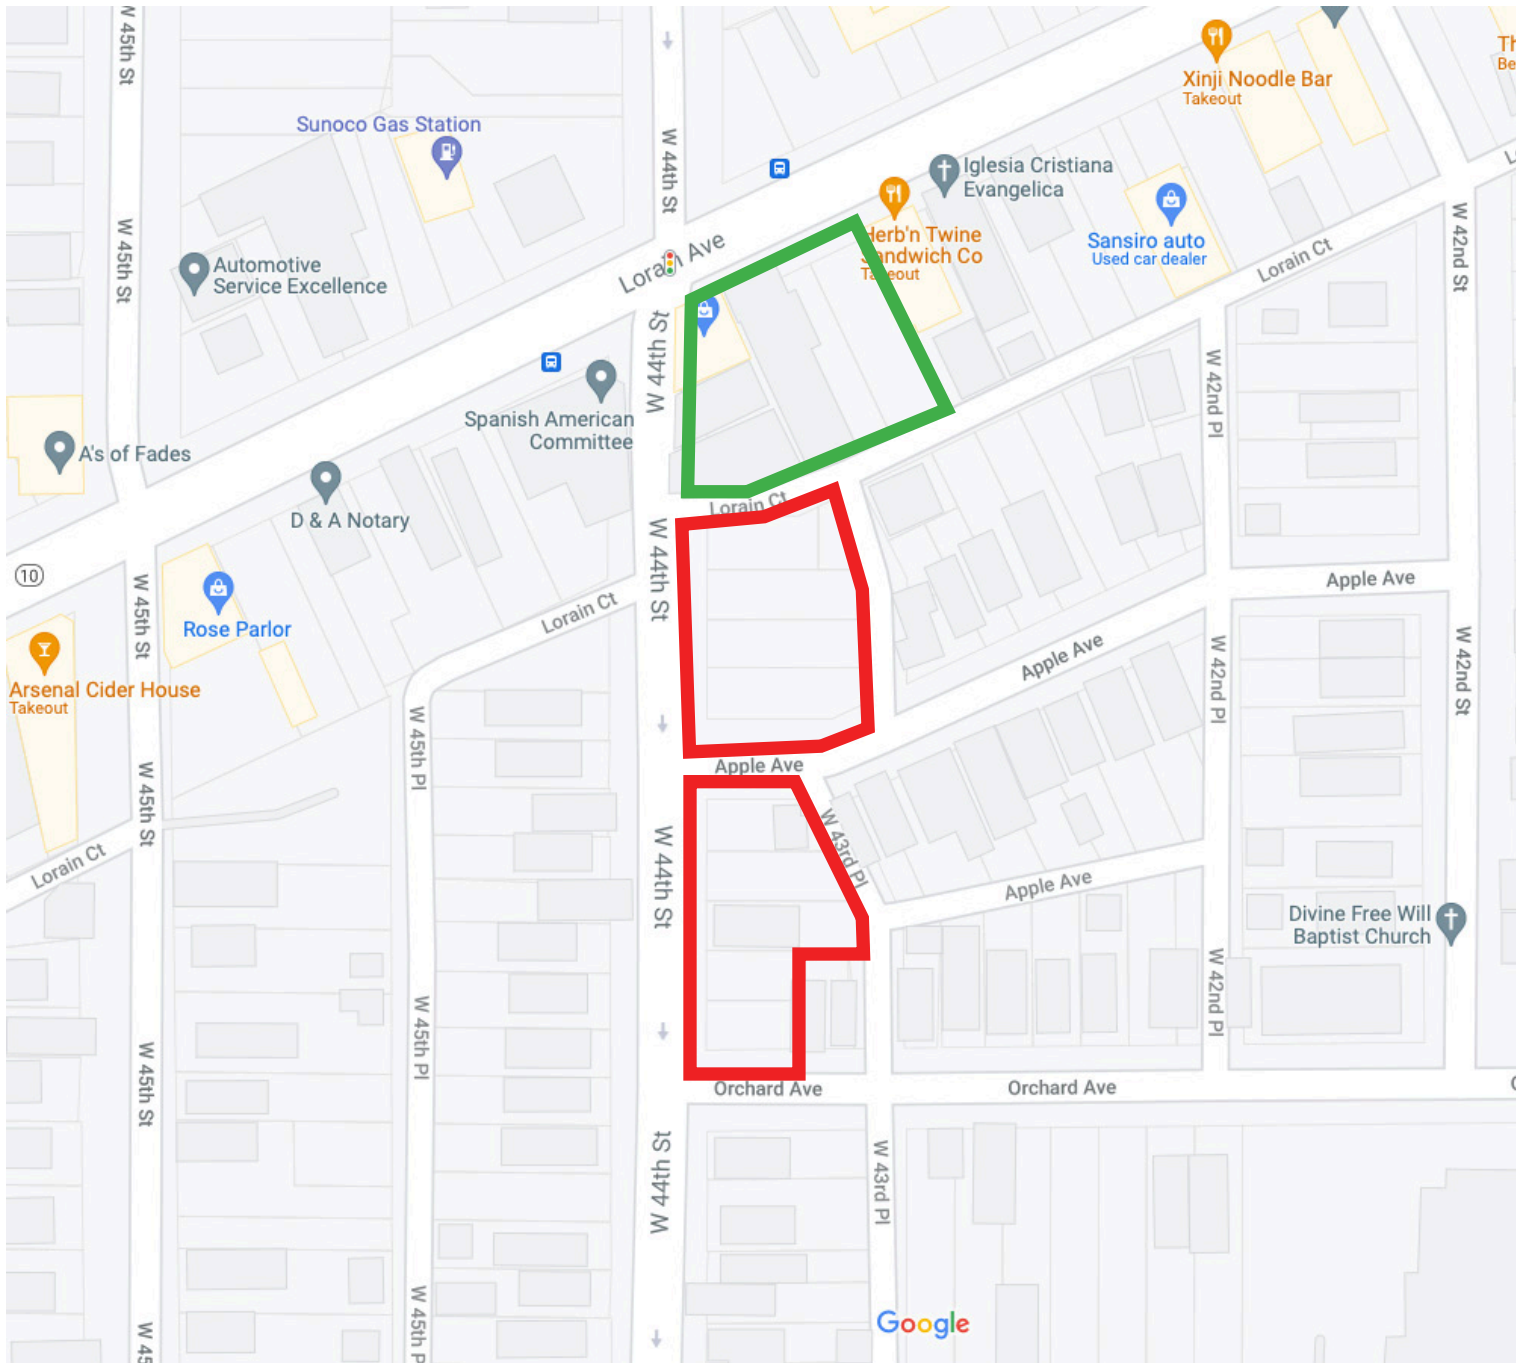 W 45th St
W 44th St
Xinji Noodle Bar
Takeout
Th
Be
Sunoco Gas Station
Iglesia Cristiana
Evangelica
W 45th St
W 42nd St
Herb'n Twine
Sandwich Co
Takeout
Sansiro auto
Used car dealer
Lorain Ct
Lorain Ave
Automotive
Service Excellence
W 44th St
W 42nd Pl
Spanish American
Committee
A's of Fades
D & A Notary
Lorain Ct
W 44th St
10
W 45th St
Rose Parlor
Lorain Ct
Apple Ave
Apple Ave
W 42nd Pl
W 42nd St
Arsenal Cider House
Takeout
W 45th Pl
Apple Ave
W 45th St
W 43rd Pl
W 44th St
Lorain Ct
Apple Ave
Divine Free Will
Baptist Church
W 42nd Pl
W 45th Pl
W 45th St
Orchard Ave
Orchard Ave
W 44th St
W 43rd Pl
W 45th P
W 45
Google